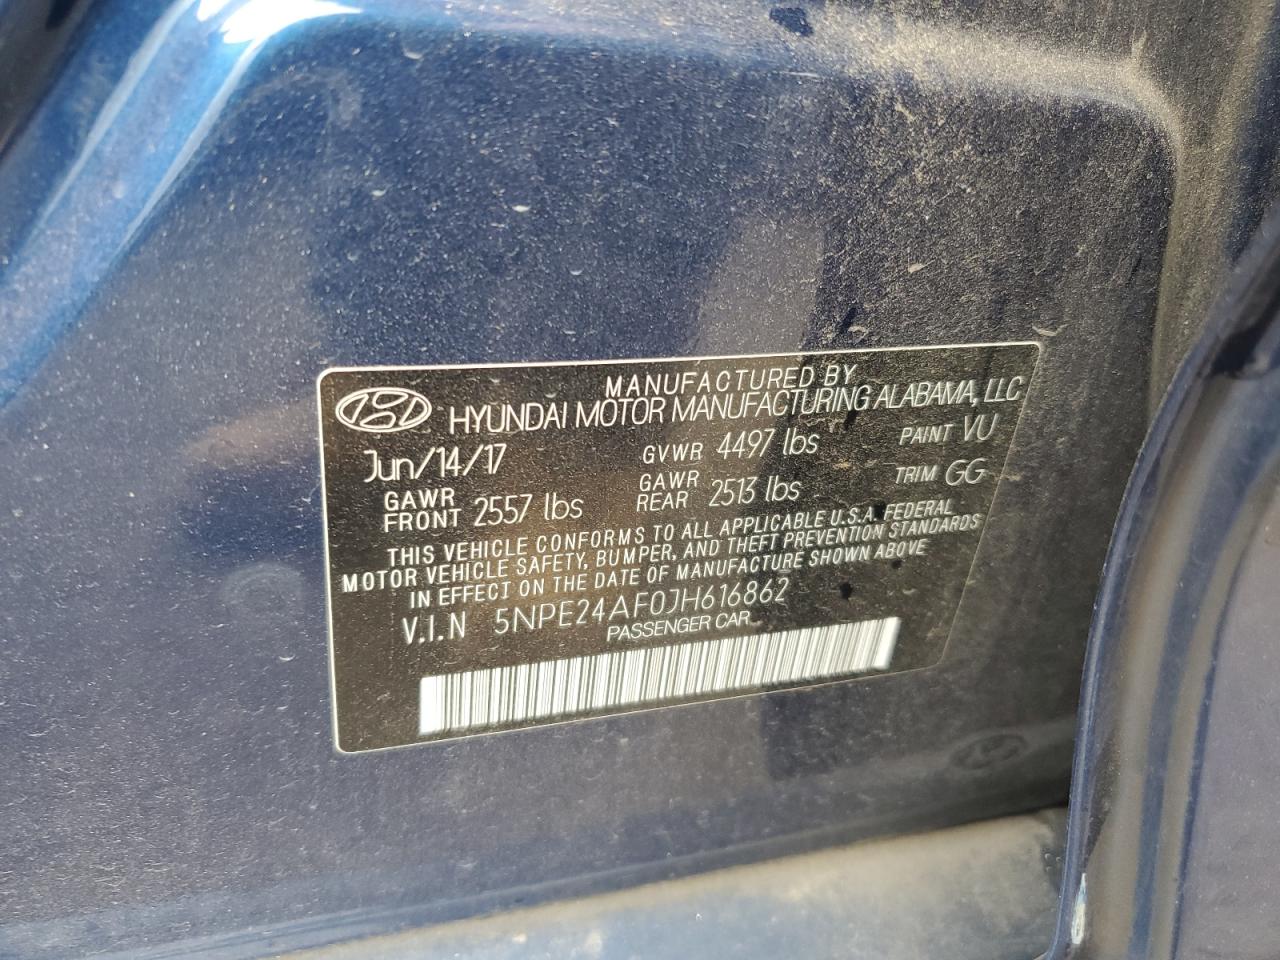 MANUFACTURED BY
HYUNDAI MOTOR MANUFACTURING ALABAMA, LLC
Jun/14/17 GVWR 4497 lbs PAINT VU
GAWR FRONT 2557 lbs GAWR REAR 2513 lbs TRIM GG
THIS VEHICLE CONFORMS TO ALL APPLICABLE U.S.A. FEDERAL
MOTOR VEHICLE SAFETY, BUMPER, AND THEFT PREVENTION STANDARDS
IN EFFECT ON THE DATE OF MANUFACTURE SHOWN ABOVE
V.I.N 5NPE24AF0JH616862
PASSENGER CAR